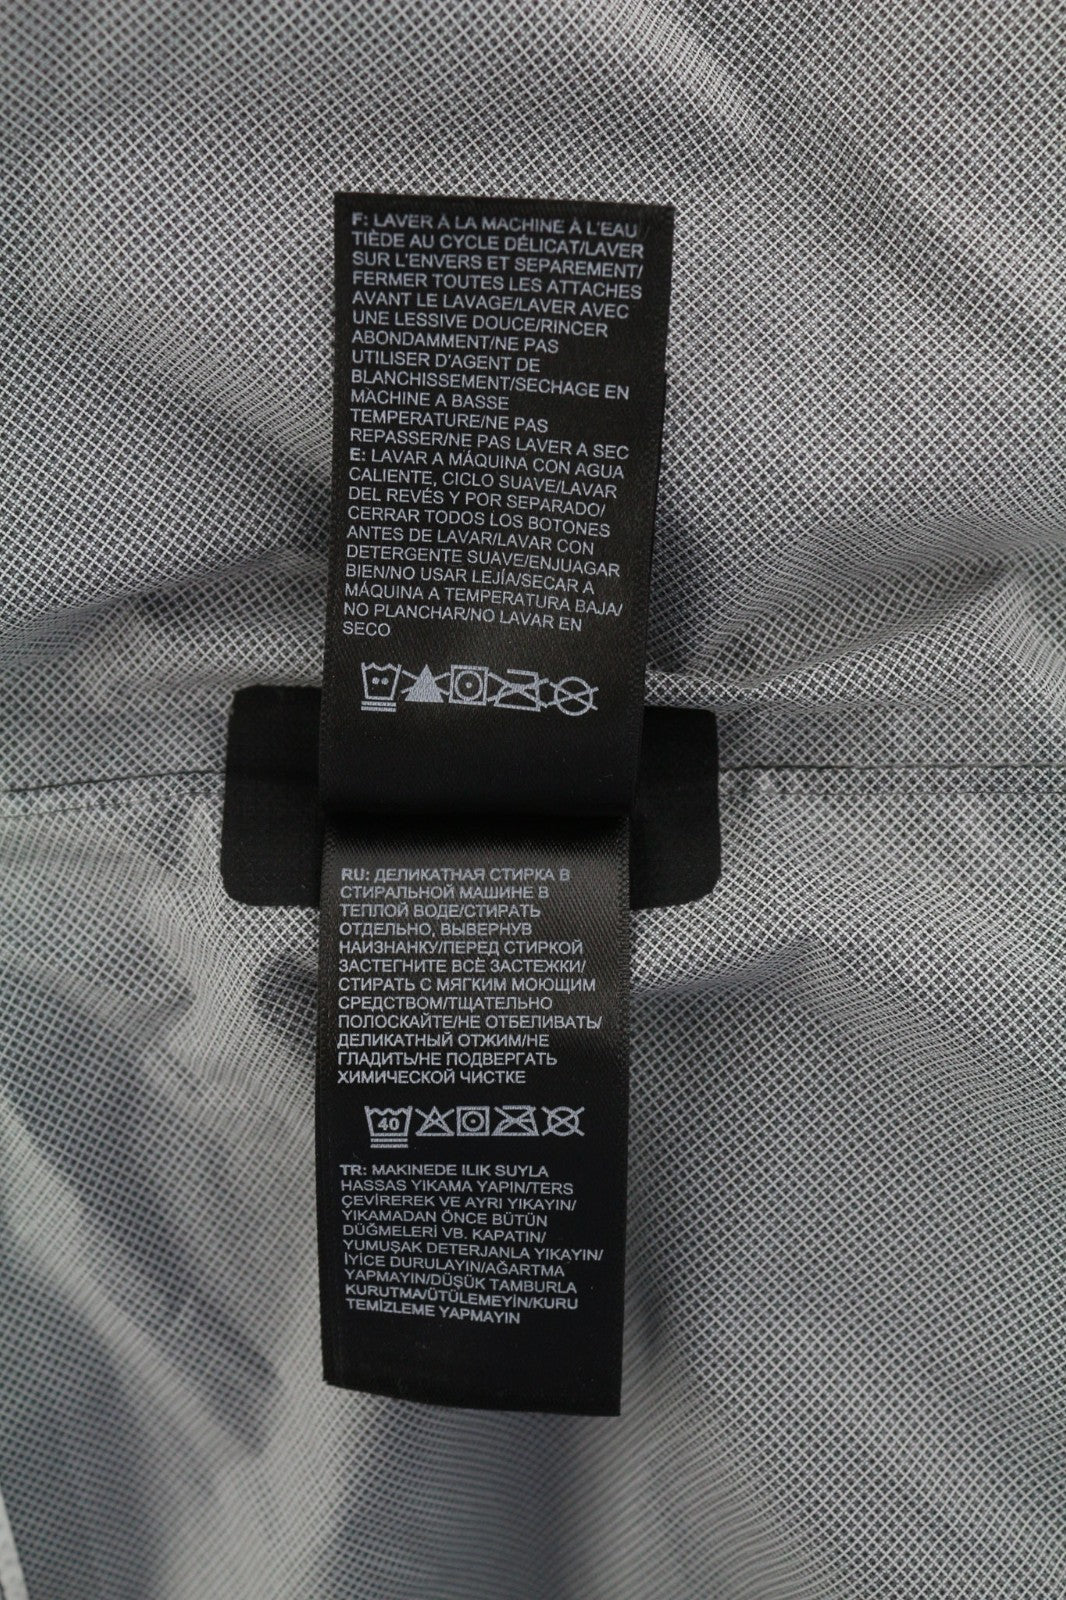 F: LAVER À LA MACHINE À L'EAU
TIÈDE AU CYCLE DÉLICAT/LAVER
SUR L'ENVERS ET SEPAREMENT/
FERMER TOUTES LES ATTACHES
AVANT LE LAVAGE/LAVER AVEC
UNE LESSIVE DOUCE/RINCER
ABONDAMMENT/NE PAS
UTILISER D'AGENT DE
BLANCHISSEMENT/SECHAGE EN
MACHINE A BASSE
TEMPERATURE/NE PAS
REPASSER/NE PAS LAVER A SEC
E: LAVAR A MÁQUINA CON AGUA
CALIENTE, CICLO SUAVE/LAVAR
DEL REVÉS Y POR SEPARADO/
CERRAR TODOS LOS BOTONES
ANTES DE LAVAR/LAVAR CON
DETERGENTE SUAVE/ENJUAGAR
BIEN/NO USAR LEJÍA/SECAR A
MÁQUINA A TEMPERATURA BAJA/
NO PLANCHAR/NO LAVAR EN
SECO
RU: ДЕЛИКАТНАЯ СТИРКА В
СТИРАЛЬНОЙ МАШИНЕ В
ТЕПЛОЙ ВОДЕ/СТИРАТЬ
ОТДЕЛЬНО, ВЫВЕРНУВ
НАИЗНАНКУ/ПЕРЕД СТИРКОЙ
ЗАСТЕГНИТЕ ВСЕ ЗАСТЕЖКИ/
СТИРАТЬ С МЯГКИМ МОЮЩИМ
СРЕДСТВОМ/ТЩАТЕЛЬНО
ПОЛОСКАЙТЕ/НЕ ОТБЕЛИВАТЬ/
ДЕЛИКАТНЫЙ ОТЖИМ/НЕ
ГЛАДИТЬ/НЕ ПОДВЕРГАТЬ
ХИМИЧЕСКОЙ ЧИСТКЕ
40
TR: MAKINEDE ILIK SUYLA
HASSAS YIKAMA YAPIN/TERS
ÇEVİREREK VE AYRI YIKAYIN/
YIKAMADAN ÖNCE BÜTÜN
DÜĞMELERİ VB. KAPATIN/
YUMUŞAK DETERJANLA YIKAYIN/
İYİCE DURULAYIN/AĞARTMA
YAPMAYIN/DÜŞÜK TAMBURLA
KURUTMA/ÜTÜLEMEYİN/KURU
TEMİZLEME YAPMAYIN